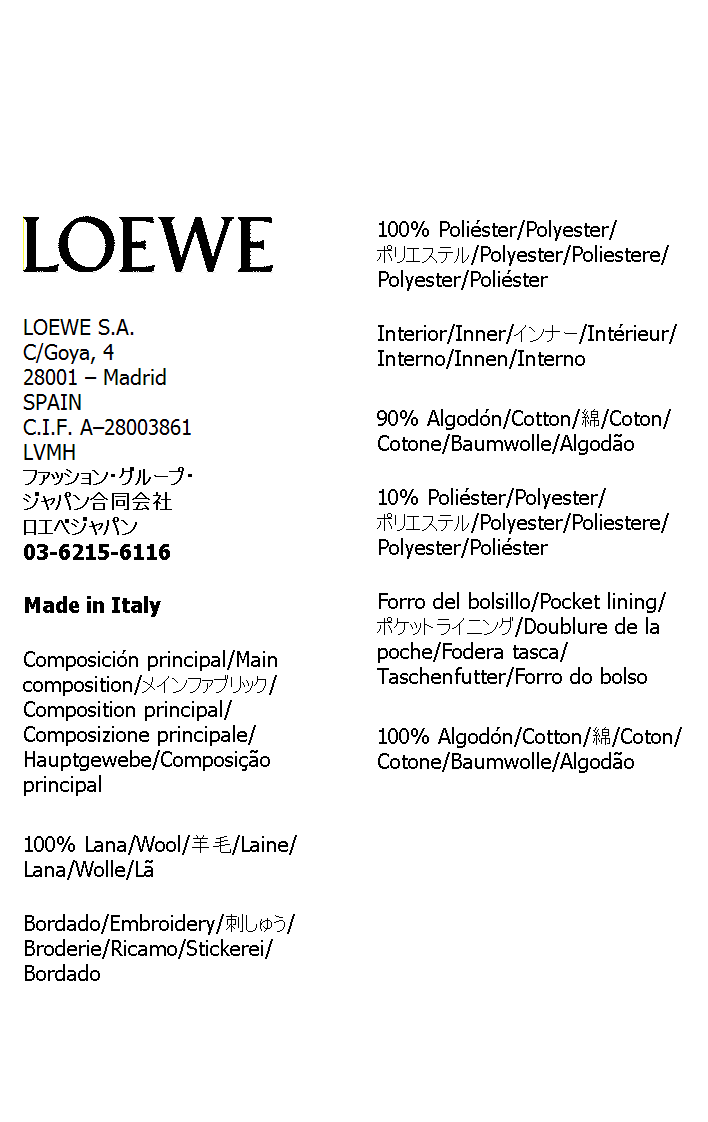 LOEWE
LOEWE S.A.
C/Goya, 4
28001 – Madrid
SPAIN
C.I.F. A–28003861
LVMH
ファッション・グループ・
ジャパン合同会社
ロエベジャパン
03-6215-6116
Made in Italy
Composición principal/Main
composition/メインファブリック/
Composition principal/
Composizione principale/
Hauptgewebe/Composição
principal
100% Lana/Wool/羊毛/Laine/
Lana/Wolle/Lã
Bordado/Embroidery/刺しゅう/
Broderie/Ricamo/Stickerei/
Bordado
100% Poliéster/Polyester/
ポリエステル/Polyester/Poliestere/
Polyester/Poliéster
Interior/Inner/インナー/Intérieur/
Interno/Innen/Interno
90% Algodón/Cotton/綿/Coton/
Cotone/Baumwolle/Algodão
10% Poliéster/Polyester/
ポリエステル/Polyester/Poliestere/
Polyester/Poliéster
Forro del bolsillo/Pocket lining/
ポケットライニング/Doublure de la
poche/Fodera tasca/
Taschenfutter/Forro do bolso
100% Algodón/Cotton/綿/Coton/
Cotone/Baumwolle/Algodão